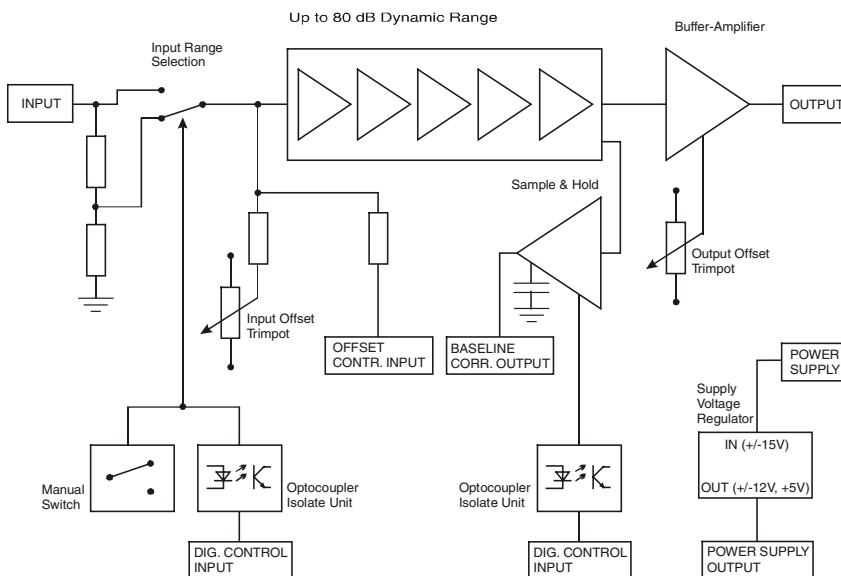 Up to 80 dB Dynamic Range
Buffer-Amplifier
Input Range
Selection
INPUT
OUTPUT
Sample & Hold
Output Offset
Trimpot
Input Offset
Trimpot
OFFSET
CONTR. INPUT
BASELINE
CORR. OUTPUT
POWER
SUPPLY
Supply
Voltage
Regulator
IN (+/-15V)
OUT (+/-12V, +5V)
Manual
Switch
Optocoupler
Isolate Unit
Optocoupler
Isolate Unit
DIG. CONTROL
INPUT
DIG. CONTROL
INPUT
POWER SUPPLY
OUTPUT